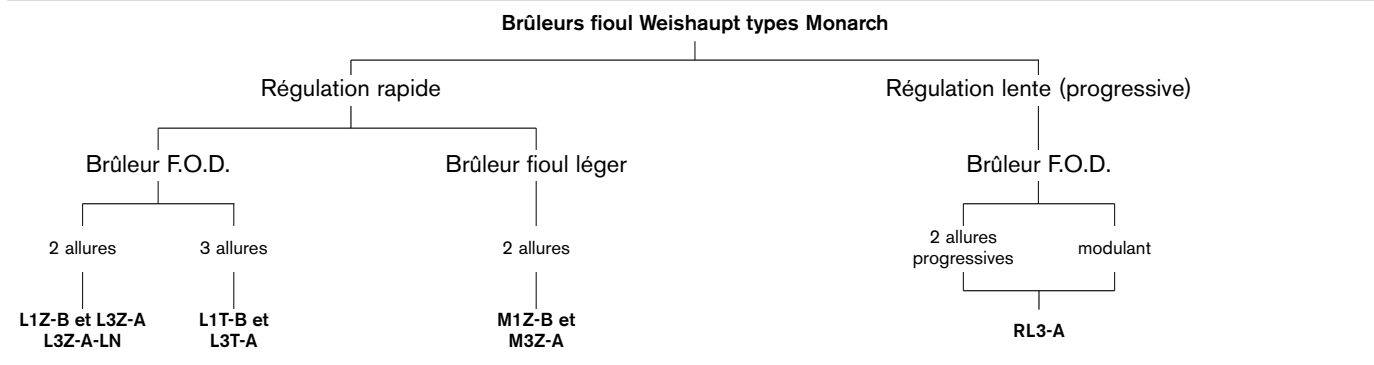 Brûleurs fioul Weishaupt types Monarch
Régulation rapide
Régulation lente (progressive)
Brûleur F.O.D.
Brûleur fioul léger
Brûleur F.O.D.
2 allures
3 allures
2 allures
2 allures
progressives
modulant
L1Z-B et L3Z-A
L3Z-A-LN
L1T-B et
L3T-A
M1Z-B et
M3Z-A
RL3-A